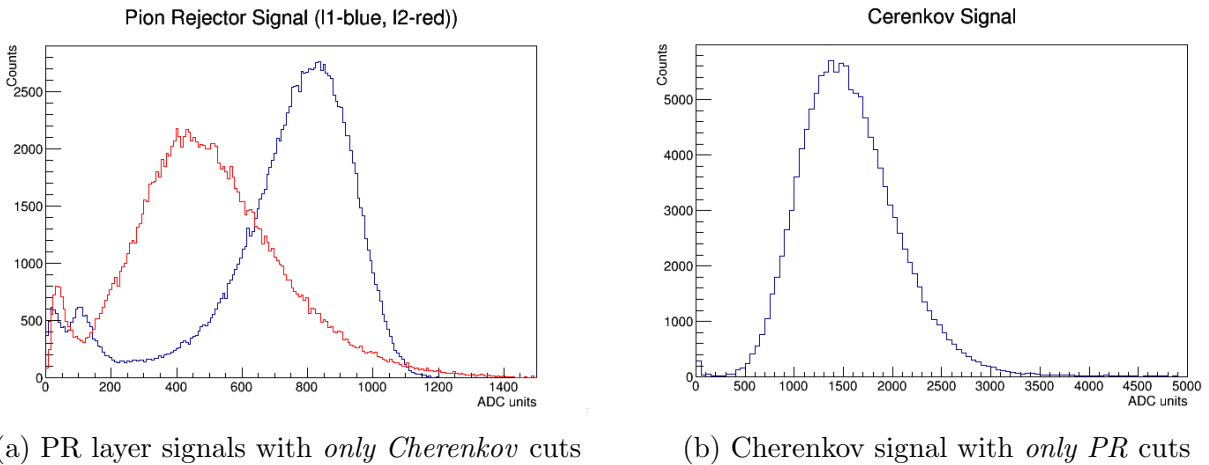 Pion Rejector Signal (l1-blue, l2-red))
Counts
2500
2000
1500
1000
500
0
0 200 400 600 800 1000 1200 1400
ADC units
(a) PR layer signals with only Cherenkov cuts
Cerenkov Signal
Counts
5000
4000
3000
2000
1000
0
0 500 1000 1500 2000 2500 3000 3500 4000 4500 5000
ADC units
(b) Cherenkov signal with only PR cuts